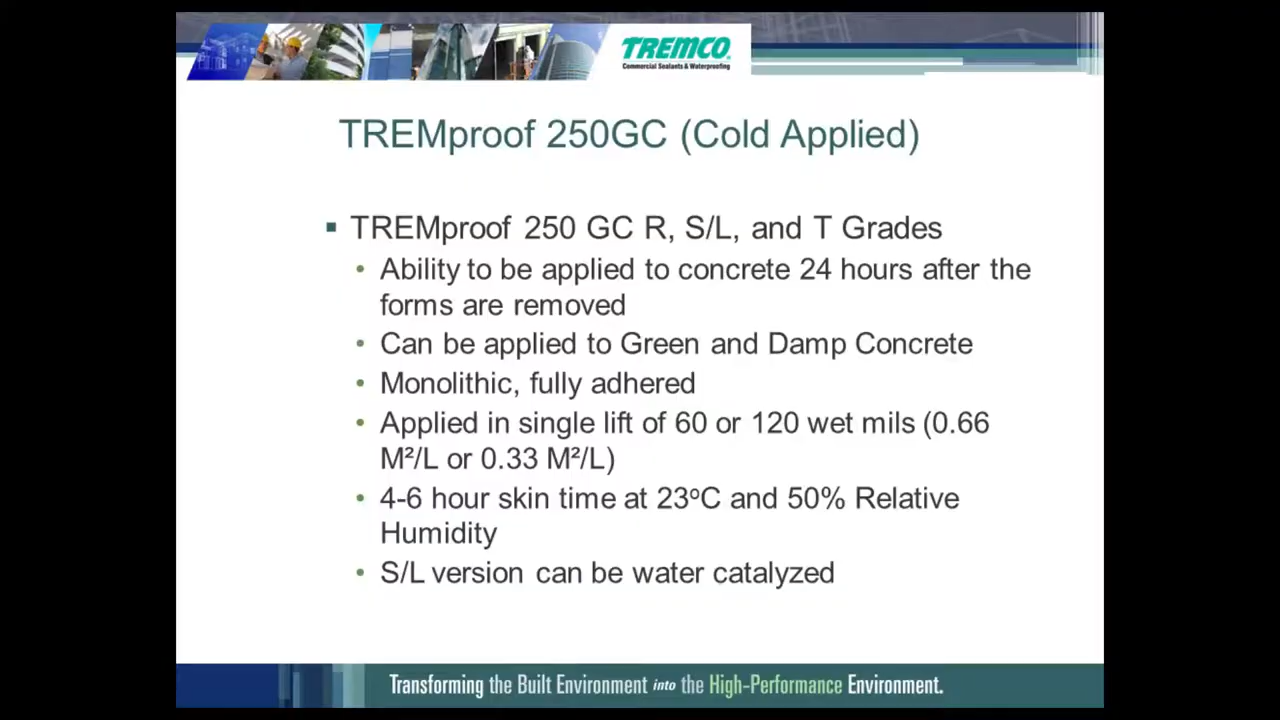 TREMCO
Commercial Sealants & Waterproofing
TREMproof 250GC (Cold Applied)
▪ TREMproof 250 GC R, S/L, and T Grades
• Ability to be applied to concrete 24 hours after the
forms are removed
• Can be applied to Green and Damp Concrete
• Monolithic, fully adhered
• Applied in single lift of 60 or 120 wet mils (0.66
M²/L or 0.33 M²/L)
• 4-6 hour skin time at 23ᵒC and 50% Relative
Humidity
• S/L version can be water catalyzed
Transforming the Built Environment into the High-Performance Environment.